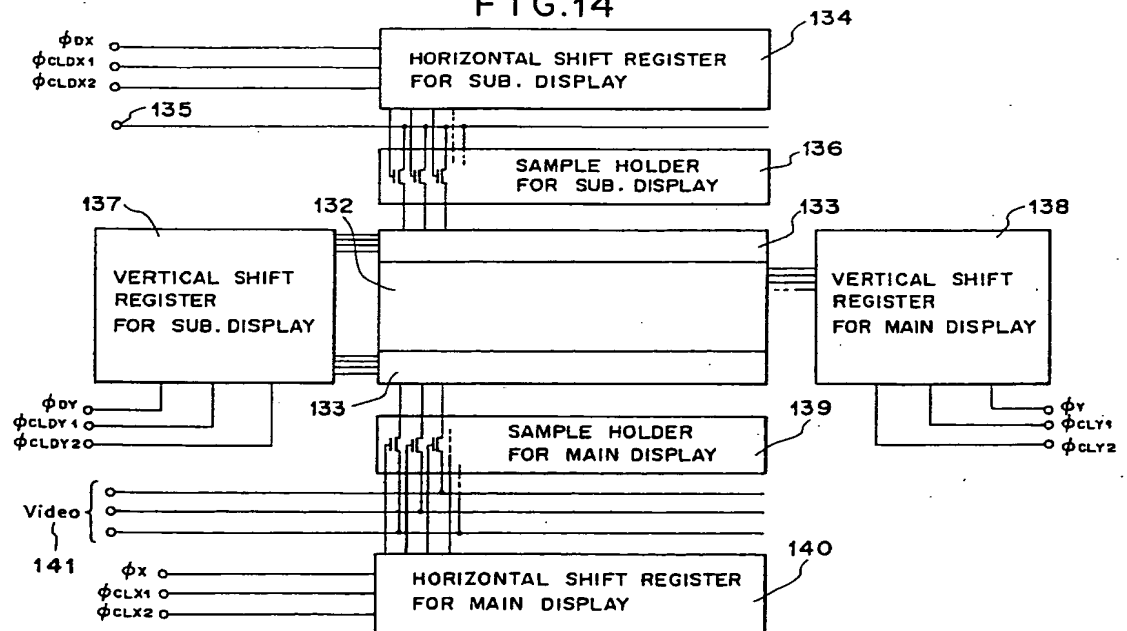 FIG.14
134
φDX
φCLDX1
φCLDX2
HORIZONTAL SHIFT REGISTER
FOR SUB. DISPLAY
135
136
SAMPLE HOLDER
FOR SUB. DISPLAY
137
132
133
138
VERTICAL SHIFT
REGISTER
FOR SUB. DISPLAY
VERTICAL SHIFT
REGISTER
FOR MAIN DISPLAY
133
139
φDY
φCLDY1
φCLDY2
φY
φCLY1
φCLY2
SAMPLE HOLDER
FOR MAIN DISPLAY
Video
141
140
φX
φCLX1
φCLX2
HORIZONTAL SHIFT REGISTER
FOR MAIN DISPLAY